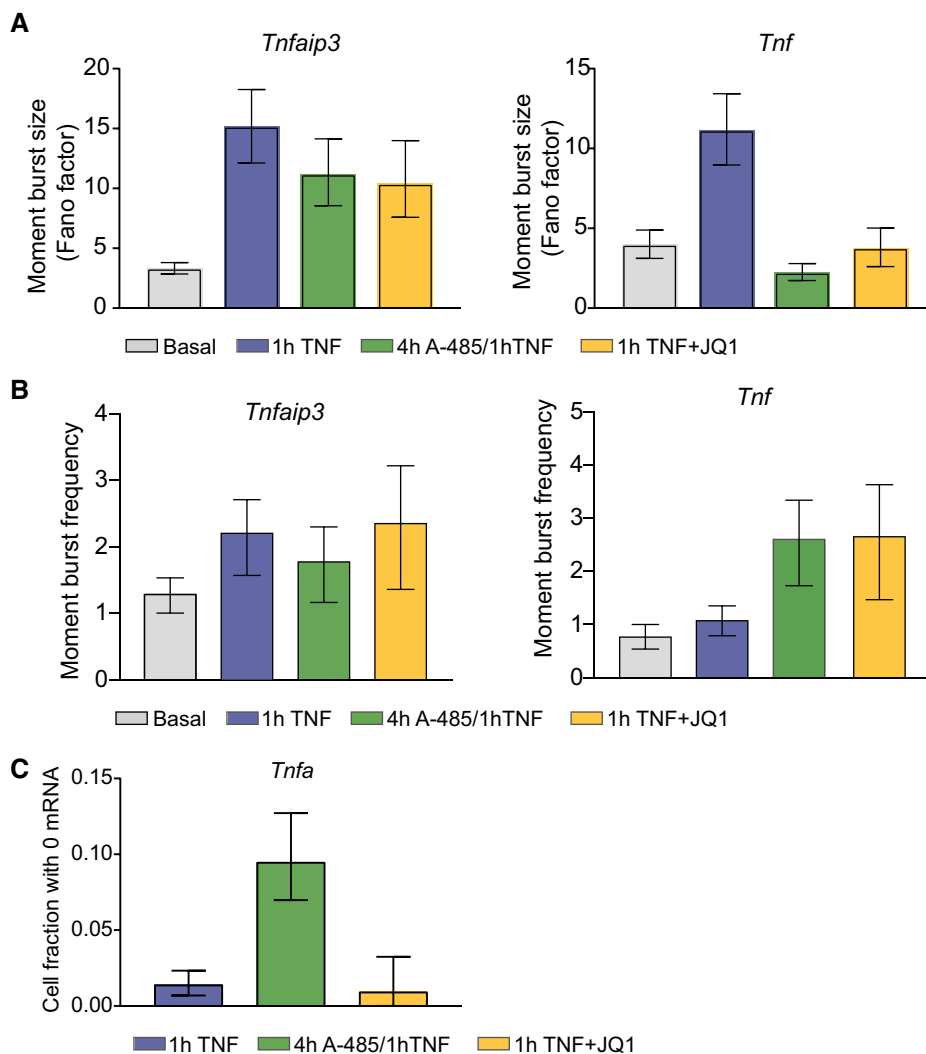 A
Tnfaip3
Tnf
Moment burst size
(Fano factor)
20
15
10
5
0
Moment burst size
(Fano factor)
15
10
5
0
Basal 1h TNF 4h A-485/1hTNF 1h TNF+JQ1
B
Tnfaip3
Tnf
Moment burst frequency
4
3
2
1
0
Moment burst frequency
5
4
3
2
1
0
Basal 1h TNF 4h A-485/1hTNF 1h TNF+JQ1
C
Tnfa
Cell fraction with 0 mRNA
0.15
0.10
0.05
0.00
1h TNF 4h A-485/1hTNF 1h TNF+JQ1